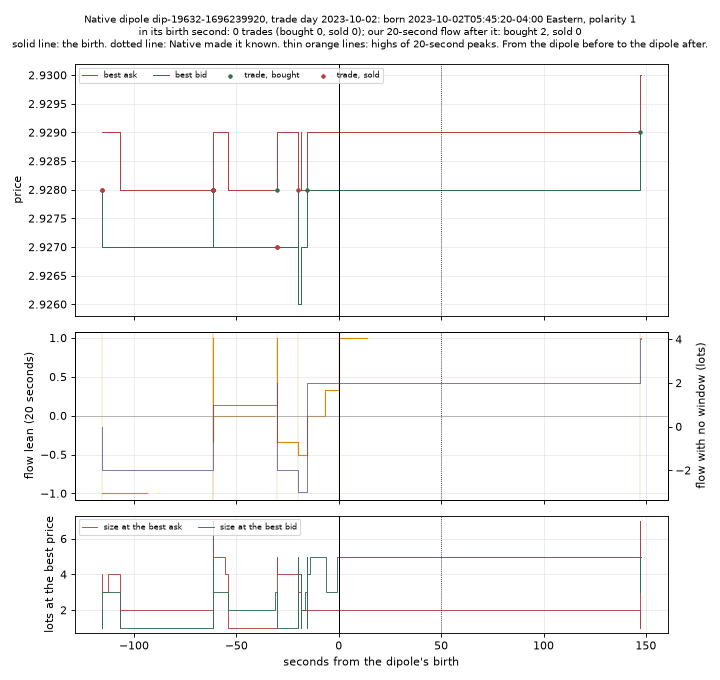 Native dipole dip-19632-1696239920, trade day 2023-10-02: born 2023-10-02T05:45:20-04:00 Eastern, polarity 1
in its birth second: 0 trades (bought 0, sold 0); our 20-second flow after it: bought 2, sold 0
solid line: the birth. dotted line: Native made it known. thin orange lines: highs of 20-second peaks. From the dipole before to the dipole after.
best ask
best bid
trade, bought
trade, sold
2.9300
2.9295
2.9290
2.9285
2.9280
2.9275
2.9270
2.9265
2.9260
price
1.0
0.5
0.0
−0.5
−1.0
flow lean (20 seconds)
4
2
0
−2
flow with no window (lots)
size at the best ask
size at the best bid
6
4
2
lots at the best price
−100
−50
0
50
100
150
seconds from the dipole's birth